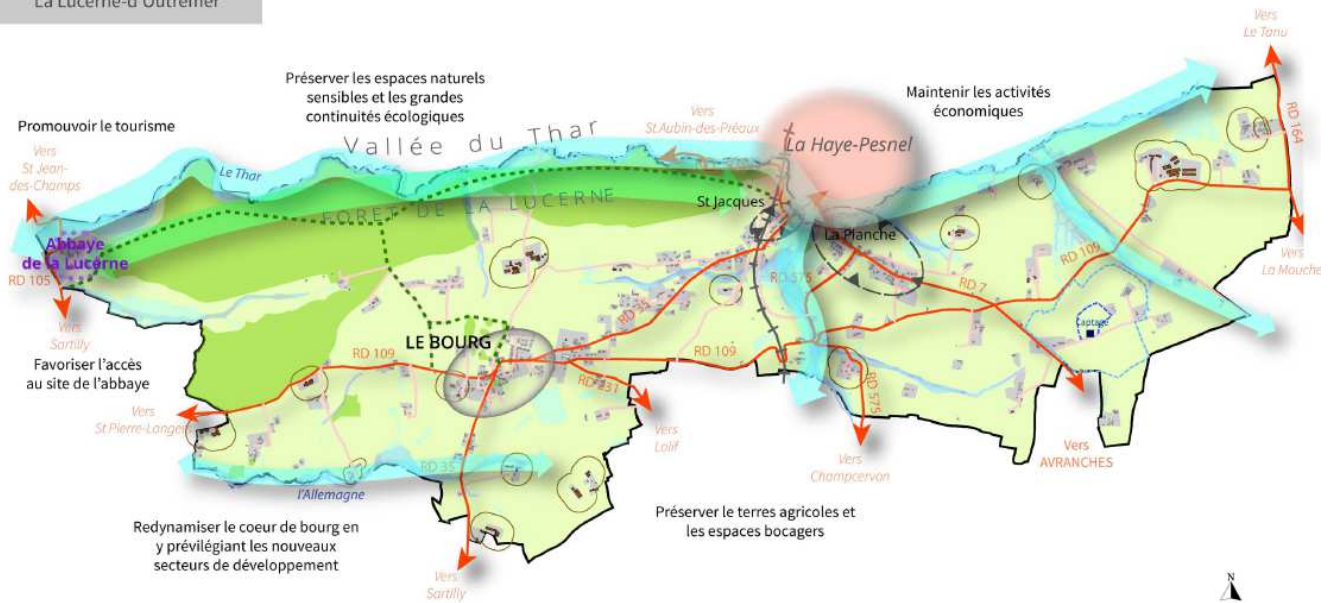 La Lucerne-d'Outremer
Vers
Le Tanu
Préserver les espaces naturels
sensibles et les grandes
continuités écologiques
Maintenir les activités
économiques
Promouvoir le tourisme
Vers
St Aubin-des-Préaux
RD 164
Vallée du Thar
La Haye-Pesnel
Vers
St Jean-
des-Champs
Le Thar
FORET DE LA LUCERNE
St Jacques
La Planche
Abbaye
de la Lucerne
RD 105
RD 575
RD 109
Vers
La Mouche
RD 7
RD 35
Captage
Vers
Sartilly
LE BOURG
Favoriser l'accès
au site de l'abbaye
RD 109
RD 109
RD 231
RD 575
Vers
St Pierre-Langers
Vers
Lolif
Vers
AVRANCHES
Vers
Champcervon
RD 35
l'Allemagne
Préserver le terres agricoles et
les espaces bocagers
Redynamiser le coeur de bourg en
y prévilégiant les nouveaux
secteurs de développement
Vers
Sartilly
N